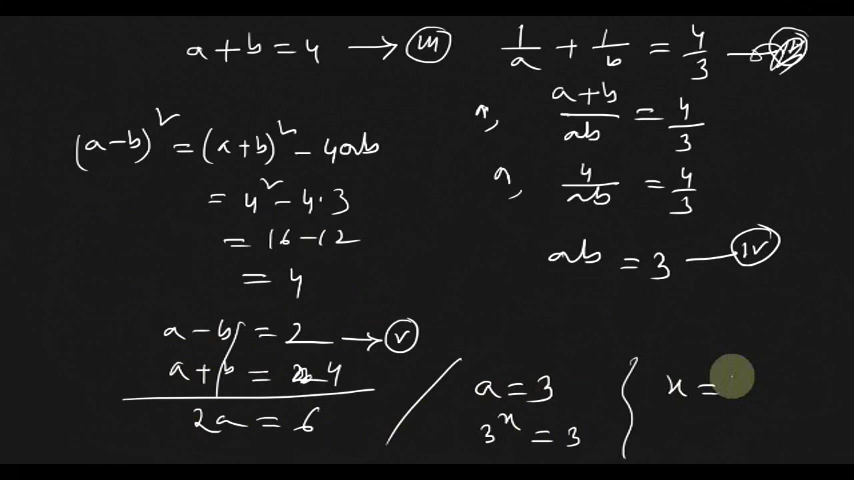 a + b = 4 → (iii)
1/a + 1/b = 4/3
(a+b)/ab = 4/3
4/ab = 4/3
ab = 3 — (iv)
(a-b)² = (a+b)² - 4ab
= 4² - 4·3
= 16 - 12
= 4
a - b = 2 → (v)
a + b = 4
2a = 6
a = 3
3^x = 3
x =